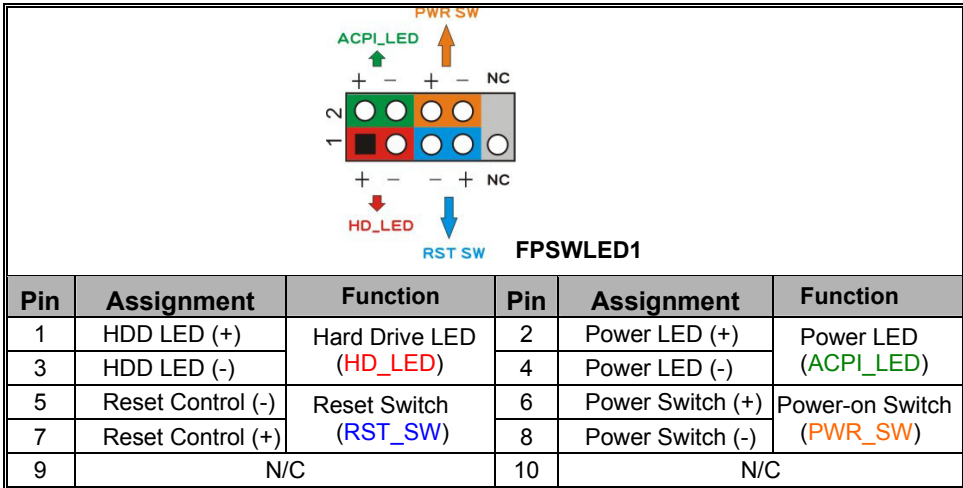 PWR SW
ACPI_LED
+ − + − NC
2
1
+ − − + NC
HD_LED
RST SW
FPSWLED1
Pin Assignment Function Pin Assignment Function
1 HDD LED (+) Hard Drive LED (HD_LED) 2 Power LED (+) Power LED (ACPI_LED)
3 HDD LED (-) 4 Power LED (-)
5 Reset Control (-) Reset Switch (RST_SW) 6 Power Switch (+) Power-on Switch (PWR_SW)
7 Reset Control (+) 8 Power Switch (-)
9 N/C 10 N/C